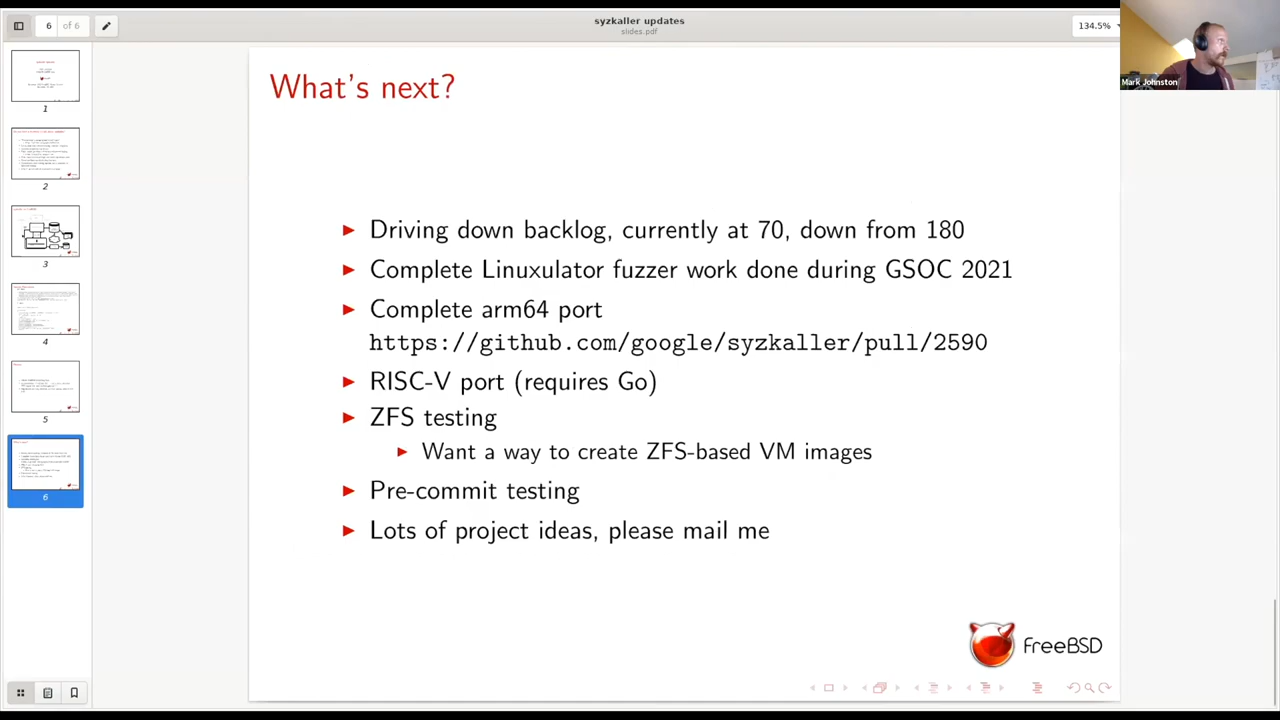 6 of 6
syzkaller updates
slides.pdf
134.5%
Mark Johnston
What's next?
Driving down backlog, currently at 70, down from 180
Complete Linuxulator fuzzer work done during GSOC 2021
Complete arm64 port
https://github.com/google/syzkaller/pull/2590
RISC-V port (requires Go)
ZFS testing
Want a way to create ZFS-based VM images
Pre-commit testing
Lots of project ideas, please mail me
FreeBSD
1
2
3
4
5
6